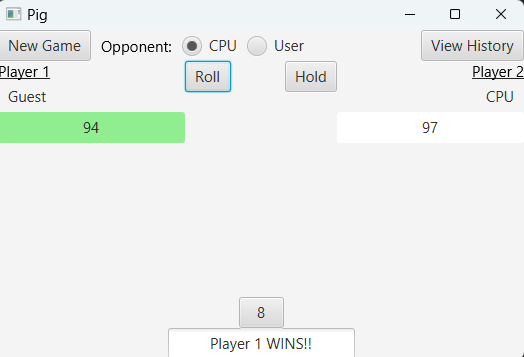 Pig
New Game Opponent: CPU User View History
Player 1 Roll Hold Player 2
Guest CPU
94 97
8
Player 1 WINS!!